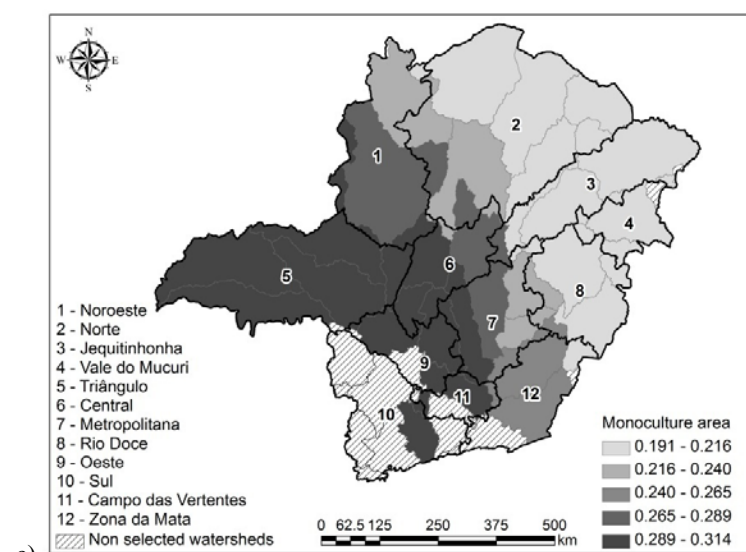 N
W E
S
1
2
3
4
5
6
7
8
9
10
11
12
1 - Noroeste
2 - Norte
3 - Jequitinhonha
4 - Vale do Mucuri
5 - Triângulo
6 - Central
7 - Metropolitana
8 - Rio Doce
9 - Oeste
10 - Sul
11 - Campo das Vertentes
12 - Zona da Mata
Non selected watersheds
0 62.5 125 250 375 500
km
Monoculture area
0.191 - 0.216
0.216 - 0.240
0.240 - 0.265
0.265 - 0.289
0.289 - 0.314